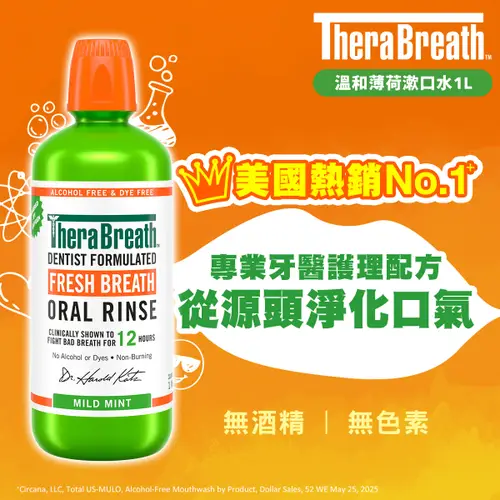 TheraBreath™
溫和薄荷漱口水1L
美國熱銷No.1+
專業牙醫護理配方
從源頭淨化口氣
無酒精 | 無色素
ALCOHOL FREE & DYE FREE
TheraBreath™
DENTIST FORMULATED
FRESH BREATH
ORAL RINSE
CLINICALLY SHOWN TO
FIGHT BAD BREATH FOR 12 HOURS
No Alcohol or Dyes • Non-Burning
Dr. Harold Katz
MILD MINT
+Circana, LLC, Total US-MULO, Alcohol-Free Mouthwash by Product, Dollar Sales, 52 WE May 25, 2025